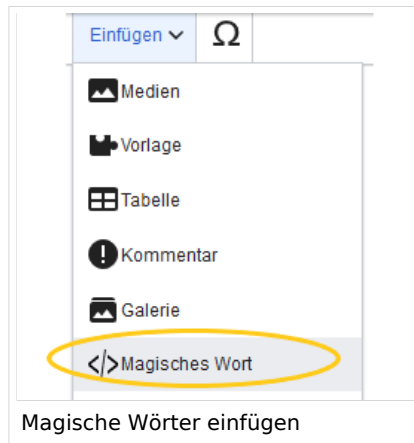 Einfügen Ω
Medien
Vorlage
Tabelle
Kommentar
Galerie
</>Magisches Wort
Magische Wörter einfügen